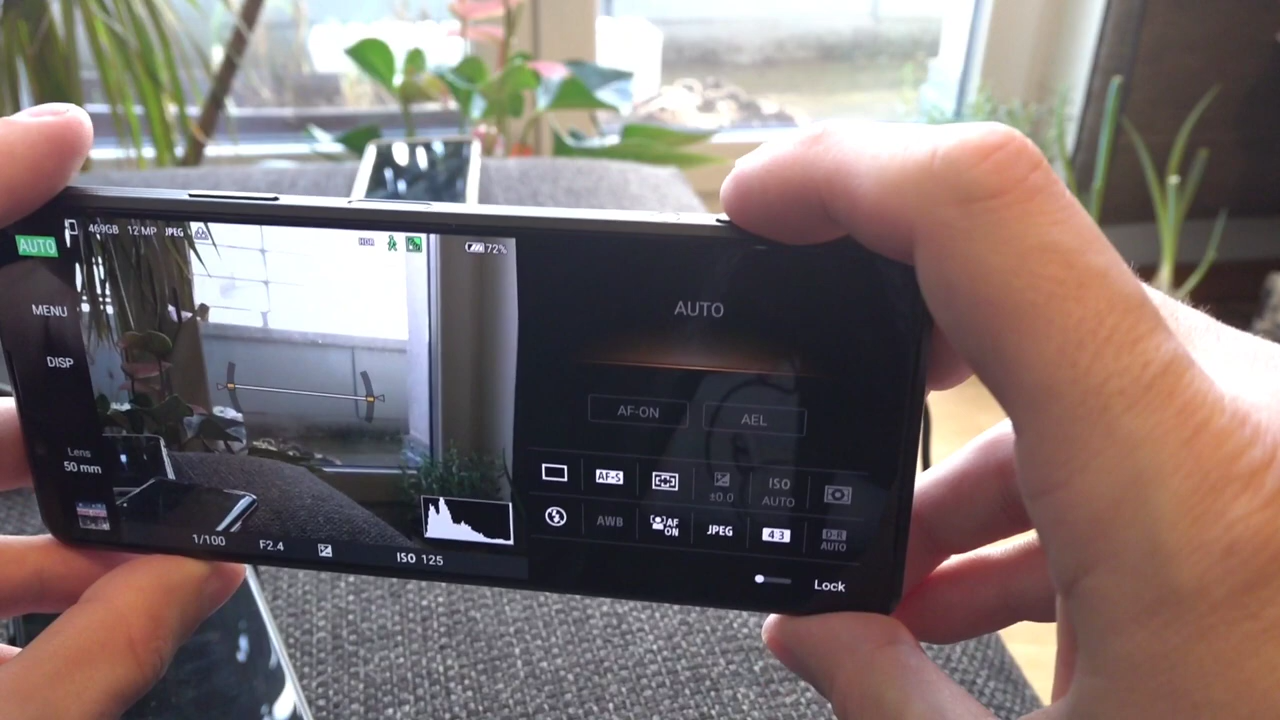 AUTO
469GB 12 MP JPEG
HDR
72%
MENU
DISP
Lens
50 mm
1/100 F2.4 ISO 125
AUTO
AF-ON AEL
AF-S ±0.0 ISO AUTO
AWB AF ON JPEG 4:3 D-R AUTO
Lock